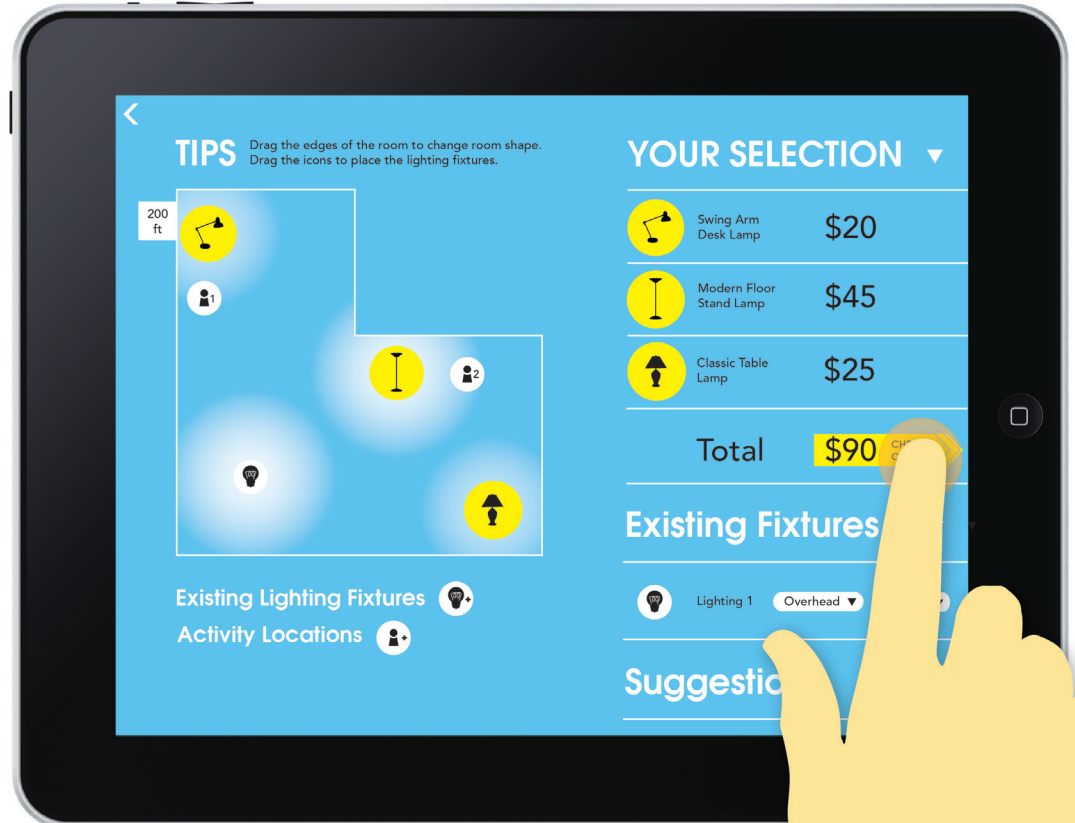 TIPS
Drag the edges of the room to change room shape.
Drag the icons to place the lighting fixtures.
200
ft
1
2
Existing Lighting Fixtures
+
Activity Locations
+
YOUR SELECTION
Swing Arm
Desk Lamp
$20
Modern Floor
Stand Lamp
$45
Classic Table
Lamp
$25
Total
$90
Existing Fixtures
Lighting 1
Overhead